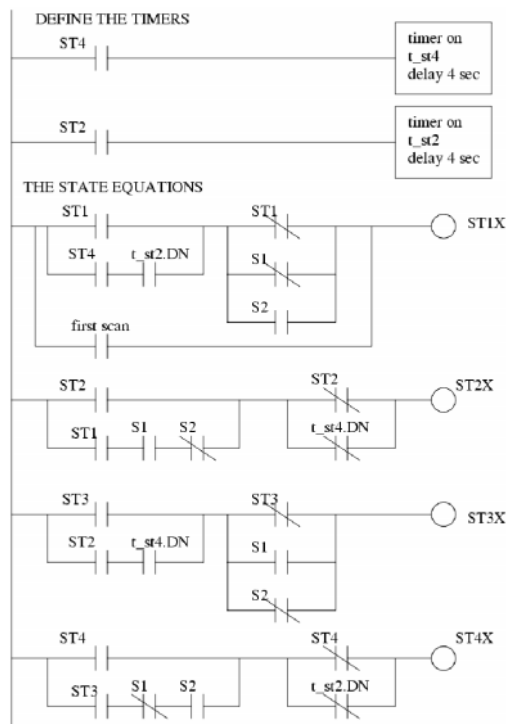 DEFINE THE TIMERS
ST4
timer on
t_st4
delay 4 sec
ST2
timer on
t_st2
delay 4 sec
THE STATE EQUATIONS
ST1 ST1 ST1X
ST4 t_st2.DN S1
S2
first scan
ST2 ST2 ST2X
ST1 S1 S2 t_st4.DN
ST3 ST3 ST3X
ST2 t_st4.DN S1
S2
ST4 ST4 ST4X
ST3 S1 S2 t_st2.DN